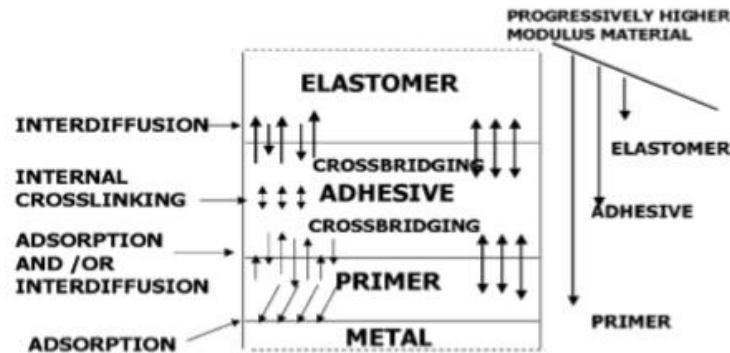 PROGRESSIVELY HIGHER
MODULUS MATERIAL
ELASTOMER
INTERDIFFUSION
CROSSBRIDGING
ELASTOMER
INTERNAL
CROSSLINKING
ADHESIVE
ADHESIVE
CROSSBRIDGING
ADSORPTION
AND /OR
INTERDIFFUSION
PRIMER
PRIMER
METAL
ADSORPTION